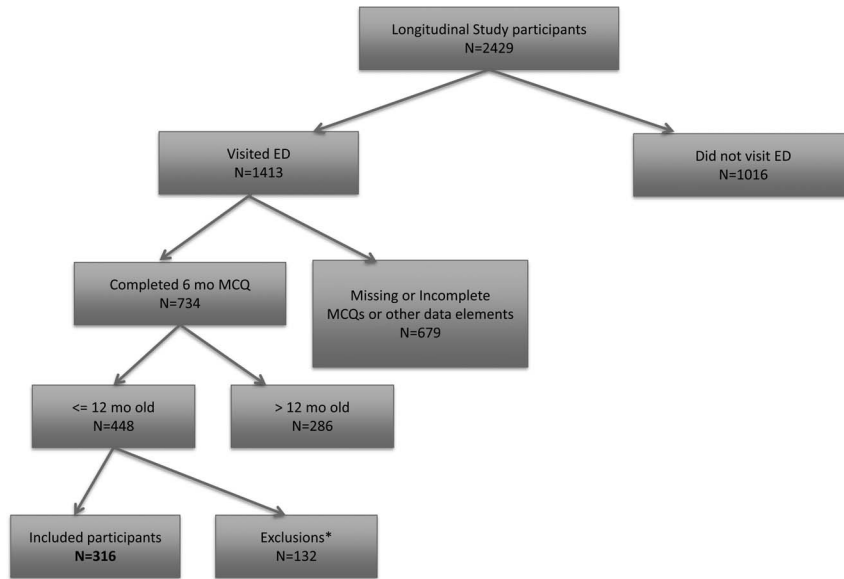 Longitudinal Study participants
N=2429
Visited ED
N=1413
Did not visit ED
N=1016
Completed 6 mo MCQ
N=734
Missing or Incomplete
MCQs or other data elements
N=679
<= 12 mo old
N=448
> 12 mo old
N=286
Included participants
N=316
Exclusions*
N=132